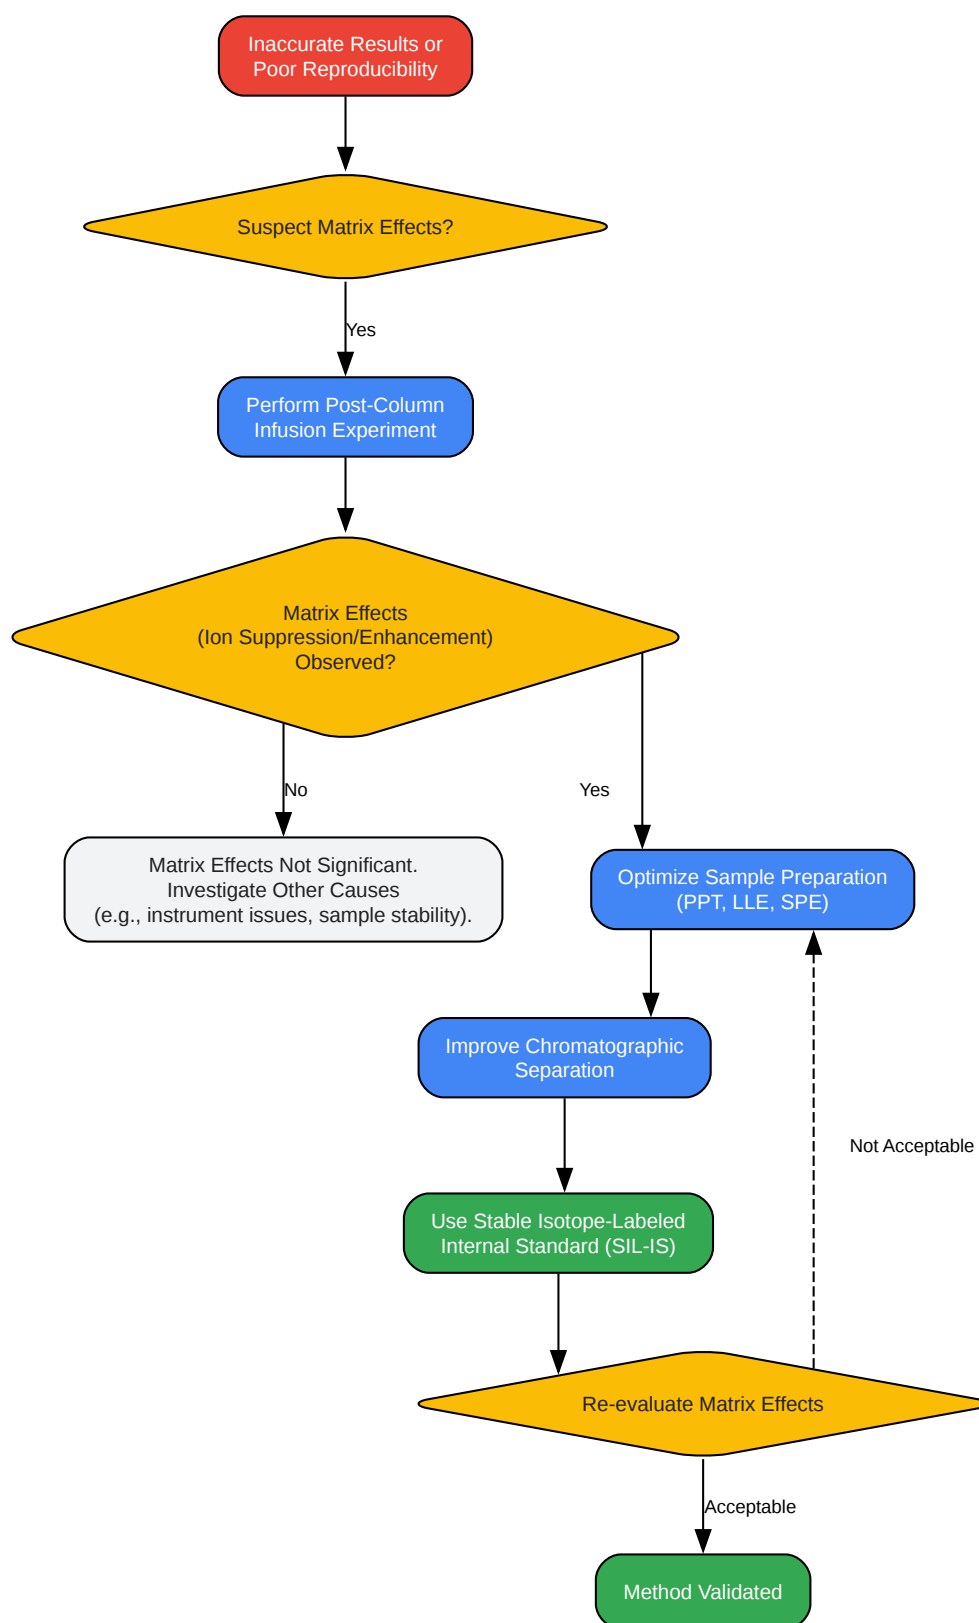 Inaccurate Results or
Poor Reproducibility
Suspect Matrix Effects?
Yes
Perform Post-Column
Infusion Experiment
Matrix Effects
(Ion Suppression/Enhancement)
Observed?
No
Yes
Matrix Effects Not Significant.
Investigate Other Causes
(e.g., instrument issues, sample stability).
Optimize Sample Preparation
(PPT, LLE, SPE)
Improve Chromatographic
Separation
Not Acceptable
Use Stable Isotope-Labeled
Internal Standard (SIL-IS)
Re-evaluate Matrix Effects
Acceptable
Method Validated